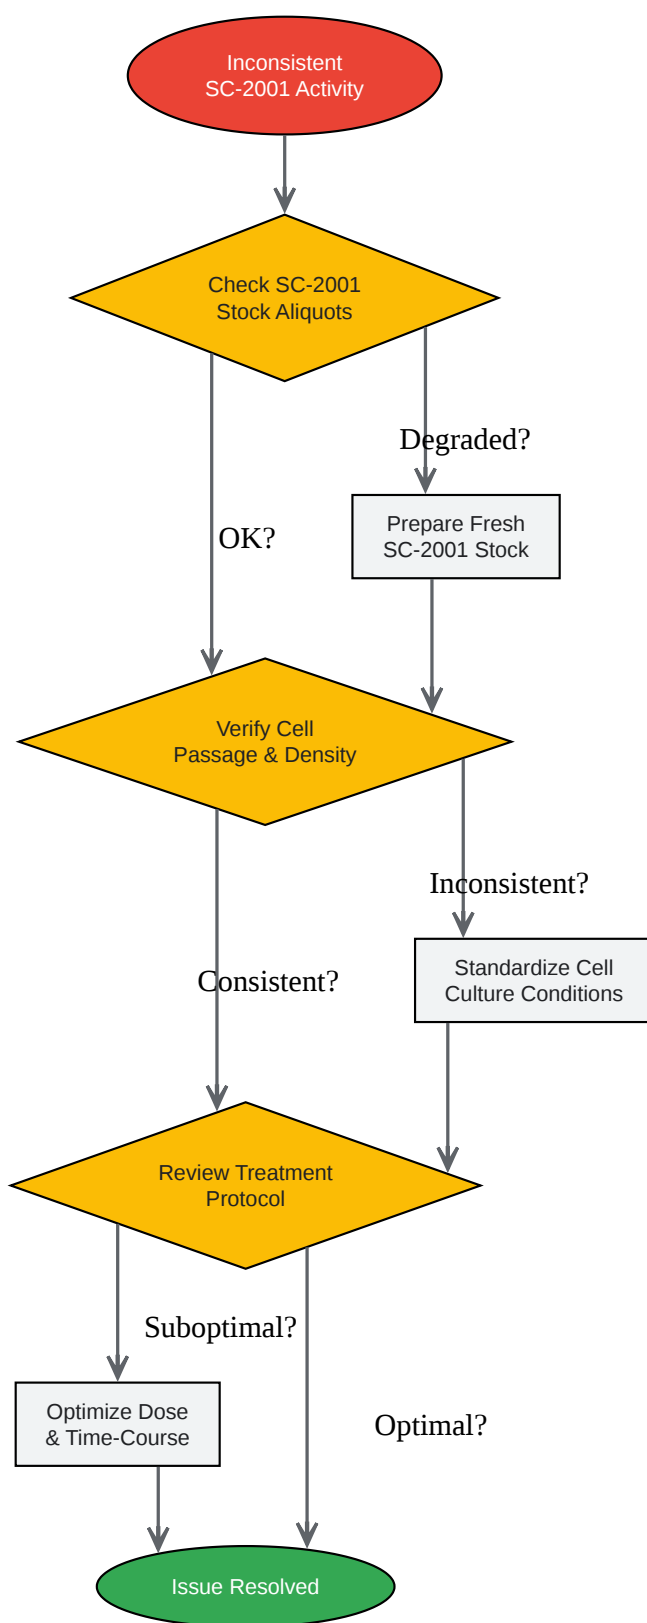 Inconsistent
SC-2001 Activity
Check SC-2001
Stock Aliquots
Degraded?
Prepare Fresh
SC-2001 Stock
OK?
Verify Cell
Passage & Density
Inconsistent?
Standardize Cell
Culture Conditions
Consistent?
Review Treatment
Protocol
Suboptimal?
Optimize Dose
& Time-Course
Optimal?
Issue Resolved